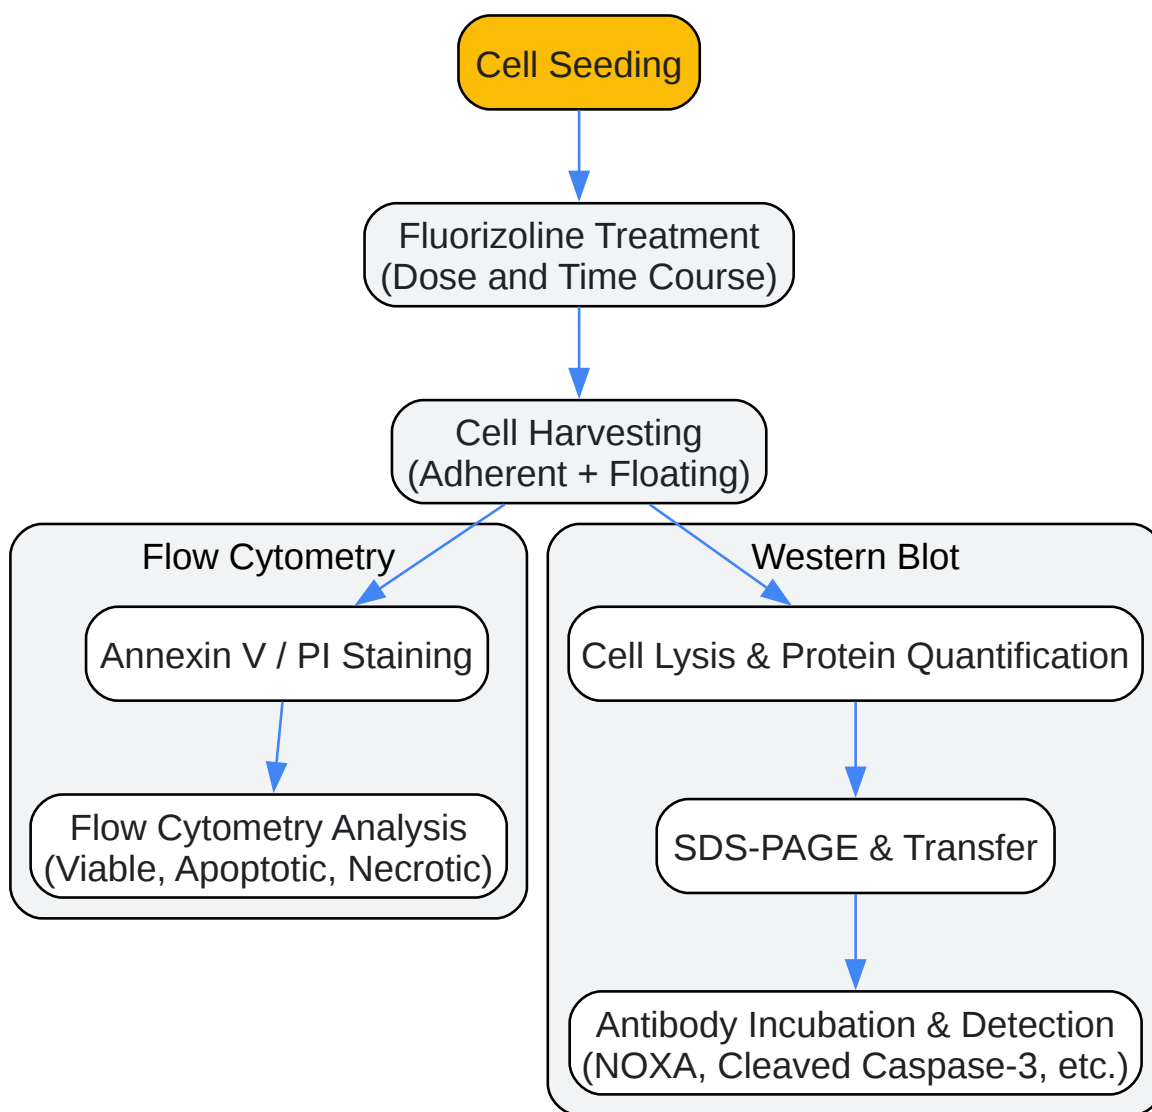 Cell Seeding
Fluorizoline Treatment
(Dose and Time Course)
Cell Harvesting
(Adherent + Floating)
Flow Cytometry
Annexin V / PI Staining
Flow Cytometry Analysis
(Viable, Apoptotic, Necrotic)
Western Blot
Cell Lysis & Protein Quantification
SDS-PAGE & Transfer
Antibody Incubation & Detection
(NOXA, Cleaved Caspase-3, etc.)